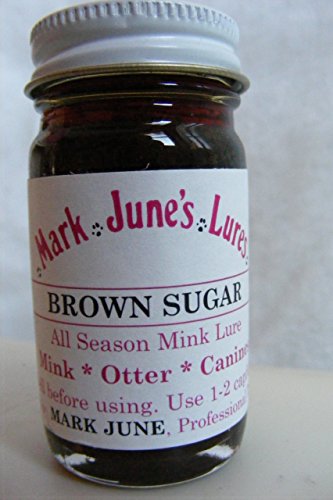 Mark June's Lures
BROWN SUGAR
All Season Mink Lure
Mink * Otter * Canine
before using. Use 1-2
MARK JUNE, Professional